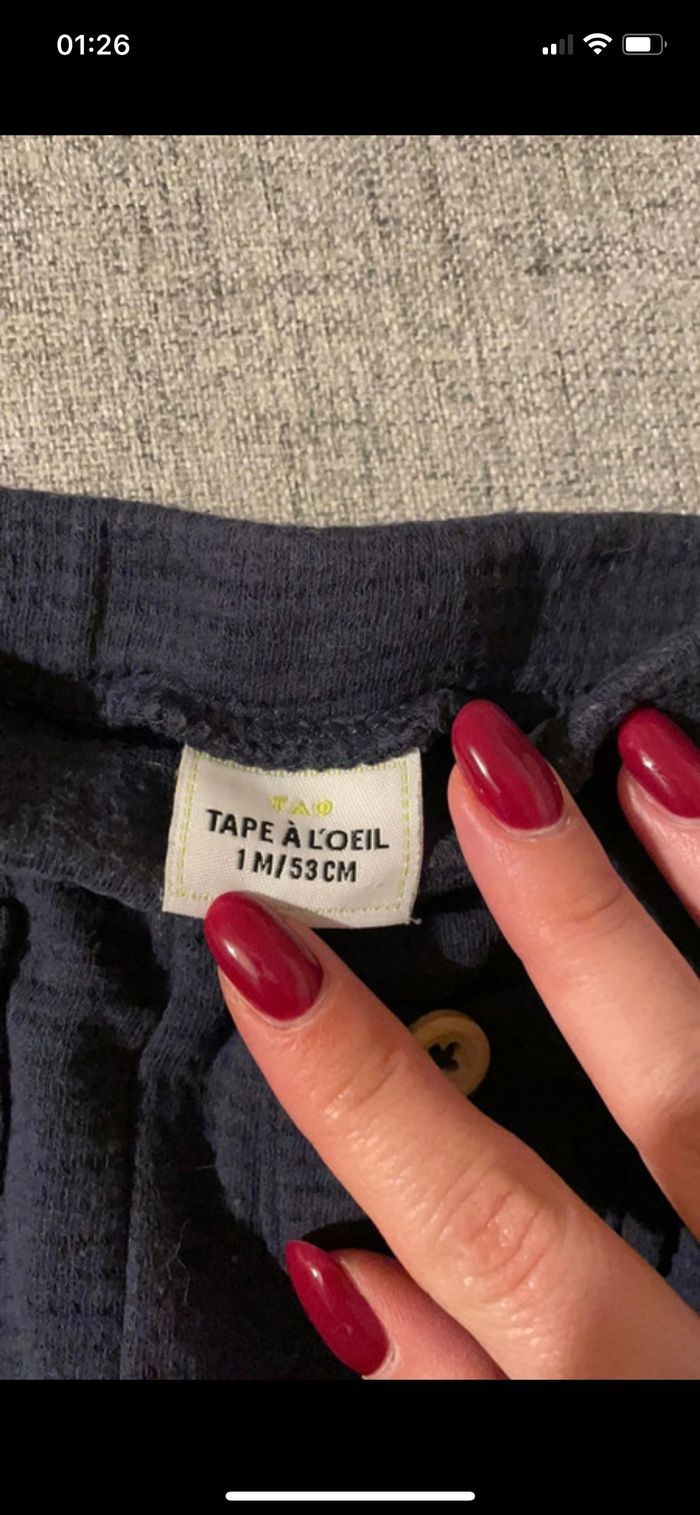 01:26
TAO
TAPE À L'OEIL
1 M/53 CM